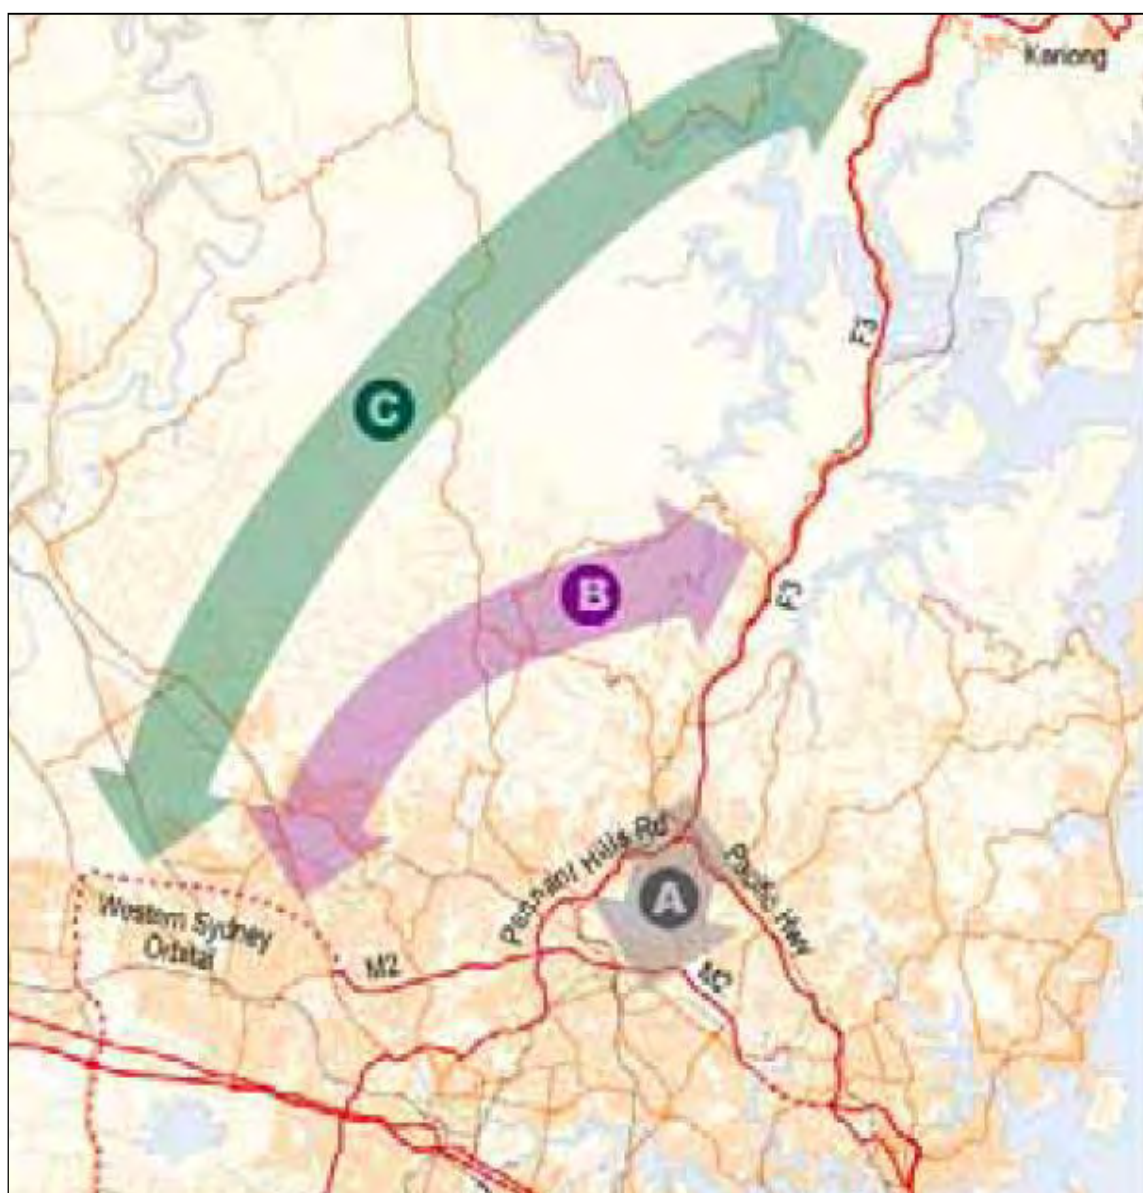 Kariong
F3
C
F3
B
Pennant Hills Rd
Pacific Hwy
A
Western Sydney
Orbital
M2
M2